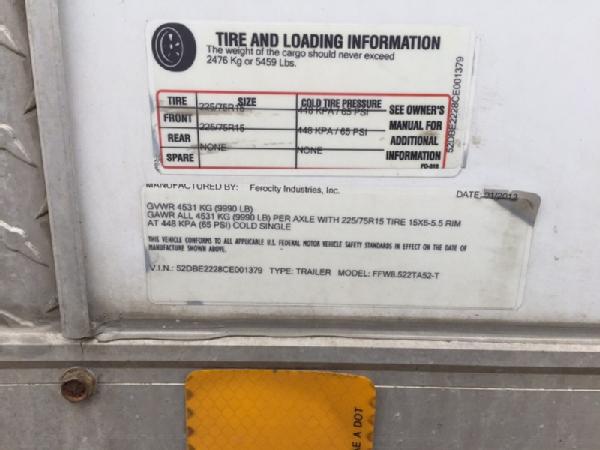 TIRE AND LOADING INFORMATION
The weight of the cargo should never exceed
2476 Kg or 5459 Lbs.
TIRE SIZE COLD TIRE PRESSURE SEE OWNER'S MANUAL FOR ADDITIONAL INFORMATION
FRONT 225/75R15 448 KPA / 65 PSI
REAR 225/75R15 448 KPA / 65 PSI
SPARE NONE NONE
52DBE2228CE001379
MANUFACTURED BY: Ferocity Industries, Inc. DATE: 01/2013
GVWR 4531 KG (9990 LB)
GAWR ALL 4531 KG (9990 LB) PER AXLE WITH 225/75R15 TIRE 15X6-5.5 RIM
AT 448 KPA (65 PSI) COLD SINGLE
THIS VEHICLE CONFORMS TO ALL APPLICABLE U.S. FEDERAL MOTOR VEHICLE SAFETY STANDARDS IN EFFECT ON THE DATE OF
MANUFACTURE SHOWN ABOVE.
V.I.N.: 52DBE2228CE001379 TYPE: TRAILER MODEL: FFW8.522TA52-T
E A DOT